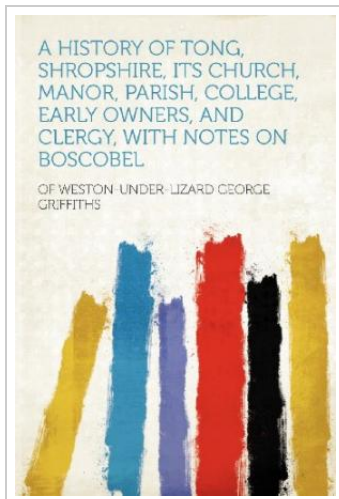 A HISTORY OF TONG,
SHROPSHIRE, ITS CHURCH,
MANOR, PARISH, COLLEGE,
EARLY OWNERS, AND
CLERGY, WITH NOTES ON
BOSCOBEL
OF WESTON-UNDER-LIZARD GEORGE
GRIFFITHS